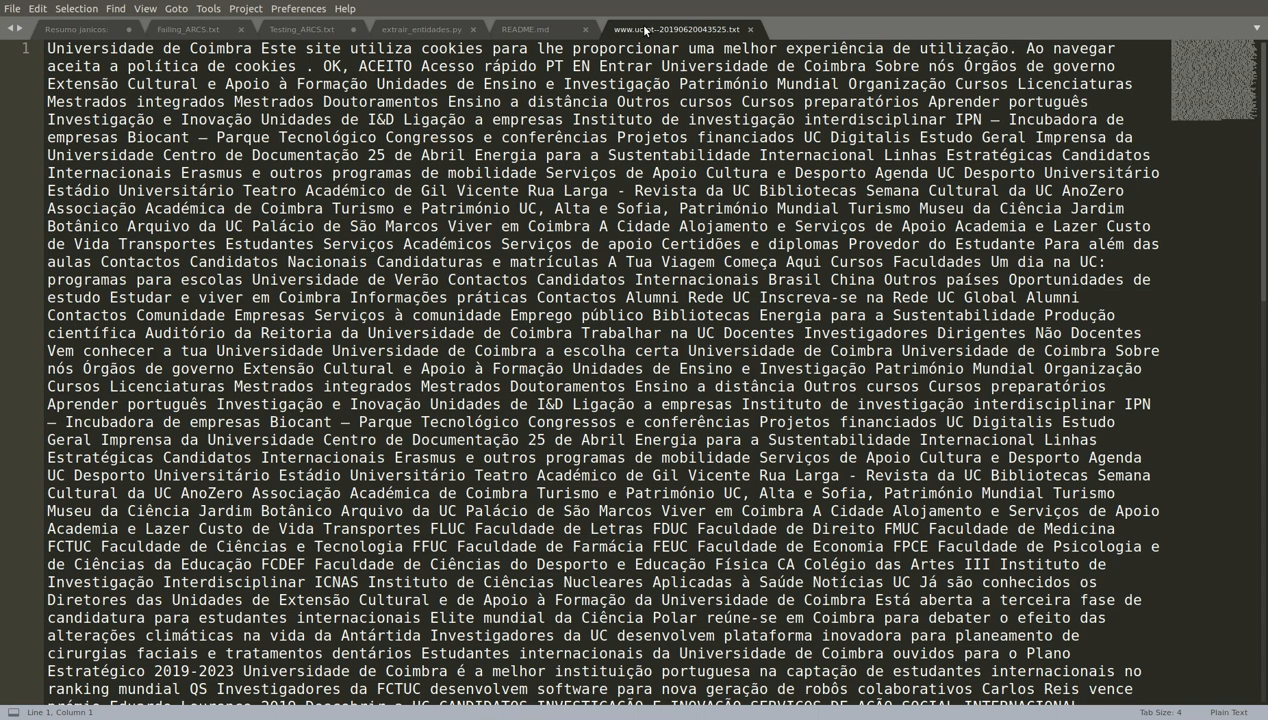 File Edit Selection Find View Goto Tools Project Preferences Help
Resumo janicos: Failing_ARCS.txt Testing_ARCS.txt extrair_entidades.py README.md www.uc.pt--20190620043525.txt
1 Universidade de Coimbra Este site utiliza cookies para lhe proporcionar uma melhor experiência de utilização. Ao navegar
aceita a política de cookies . OK, ACEITO Acesso rápido PT EN Entrar Universidade de Coimbra Sobre nós Órgãos de governo
Extensão Cultural e Apoio à Formação Unidades de Ensino e Investigação Património Mundial Organização Cursos Licenciaturas
Mestrados integrados Mestrados Doutoramentos Ensino a distância Outros cursos Cursos preparatórios Aprender português
Investigação e Inovação Unidades de I&D Ligação a empresas Instituto de investigação interdisciplinar IPN – Incubadora de
empresas Biocant – Parque Tecnológico Congressos e conferências Projetos financiados UC Digitalis Estudo Geral Imprensa da
Universidade Centro de Documentação 25 de Abril Energia para a Sustentabilidade Internacional Linhas Estratégicas Candidatos
Internacionais Erasmus e outros programas de mobilidade Serviços de Apoio Cultura e Desporto Agenda UC Desporto Universitário
Estádio Universitário Teatro Académico de Gil Vicente Rua Larga - Revista da UC Bibliotecas Semana Cultural da UC AnoZero
Associação Académica de Coimbra Turismo e Património UC, Alta e Sofia, Património Mundial Turismo Museu da Ciência Jardim
Botânico Arquivo da UC Palácio de São Marcos Viver em Coimbra A Cidade Alojamento e Serviços de Apoio Academia e Lazer Custo
de Vida Transportes Estudantes Serviços Académicos Serviços de apoio Certidões e diplomas Provedor do Estudante Para além das
aulas Contactos Candidatos Nacionais Candidaturas e matrículas A Tua Viagem Começa Aqui Cursos Faculdades Um dia na UC:
programas para escolas Universidade de Verão Contactos Candidatos Internacionais Brasil China Outros países Oportunidades de
estudo Estudar e viver em Coimbra Informações práticas Contactos Alumni Rede UC Inscreva-se na Rede UC Global Alumni
Contactos Comunidade Empresas Serviços à comunidade Emprego público Bibliotecas Energia para a Sustentabilidade Produção
científica Auditório da Reitoria da Universidade de Coimbra Trabalhar na UC Docentes Investigadores Dirigentes Não Docentes
Vem conhecer a tua Universidade Universidade de Coimbra a escolha certa Universidade de Coimbra Universidade de Coimbra Sobre
nós Órgãos de governo Extensão Cultural e Apoio à Formação Unidades de Ensino e Investigação Património Mundial Organização
Cursos Licenciaturas Mestrados integrados Mestrados Doutoramentos Ensino a distância Outros cursos Cursos preparatórios
Aprender português Investigação e Inovação Unidades de I&D Ligação a empresas Instituto de investigação interdisciplinar IPN
– Incubadora de empresas Biocant – Parque Tecnológico Congressos e conferências Projetos financiados UC Digitalis Estudo
Geral Imprensa da Universidade Centro de Documentação 25 de Abril Energia para a Sustentabilidade Internacional Linhas
Estratégicas Candidatos Internacionais Erasmus e outros programas de mobilidade Serviços de Apoio Cultura e Desporto Agenda
UC Desporto Universitário Estádio Universitário Teatro Académico de Gil Vicente Rua Larga - Revista da UC Bibliotecas Semana
Cultural da UC AnoZero Associação Académica de Coimbra Turismo e Património UC, Alta e Sofia, Património Mundial Turismo
Museu da Ciência Jardim Botânico Arquivo da UC Palácio de São Marcos Viver em Coimbra A Cidade Alojamento e Serviços de Apoio
Academia e Lazer Custo de Vida Transportes FLUC Faculdade de Letras FDUC Faculdade de Direito FMUC Faculdade de Medicina
FCTUC Faculdade de Ciências e Tecnologia FFUC Faculdade de Farmácia FEUC Faculdade de Economia FPCE Faculdade de Psicologia e
de Ciências da Educação FCDEF Faculdade de Ciências do Desporto e Educação Física CA Colégio das Artes III Instituto de
Investigação Interdisciplinar ICNAS Instituto de Ciências Nucleares Aplicadas à Saúde Notícias UC Já são conhecidos os
Diretores das Unidades de Extensão Cultural e de Apoio à Formação da Universidade de Coimbra Está aberta a terceira fase de
candidatura para estudantes internacionais Elite mundial da Ciência Polar reúne-se em Coimbra para debater o efeito das
alterações climáticas na vida da Antártida Investigadores da UC desenvolvem plataforma inovadora para planeamento de
cirurgias faciais e tratamentos dentários Estudantes internacionais da Universidade de Coimbra ouvidos para o Plano
Estratégico 2019-2023 Universidade de Coimbra é a melhor instituição portuguesa na captação de estudantes internacionais no
ranking mundial QS Investigadores da FCTUC desenvolvem software para nova geração de robôs colaborativos Carlos Reis vence
prémio Eduardo Lourenço 2019 Descobrir a UC CANDIDATOS INVESTIGAÇÃO E INOVAÇÃO SERVIÇOS DE AÇÃO SOCIAL INTERNACIONAL
Line 1, Column 1 Tab Size: 4 Plain Text